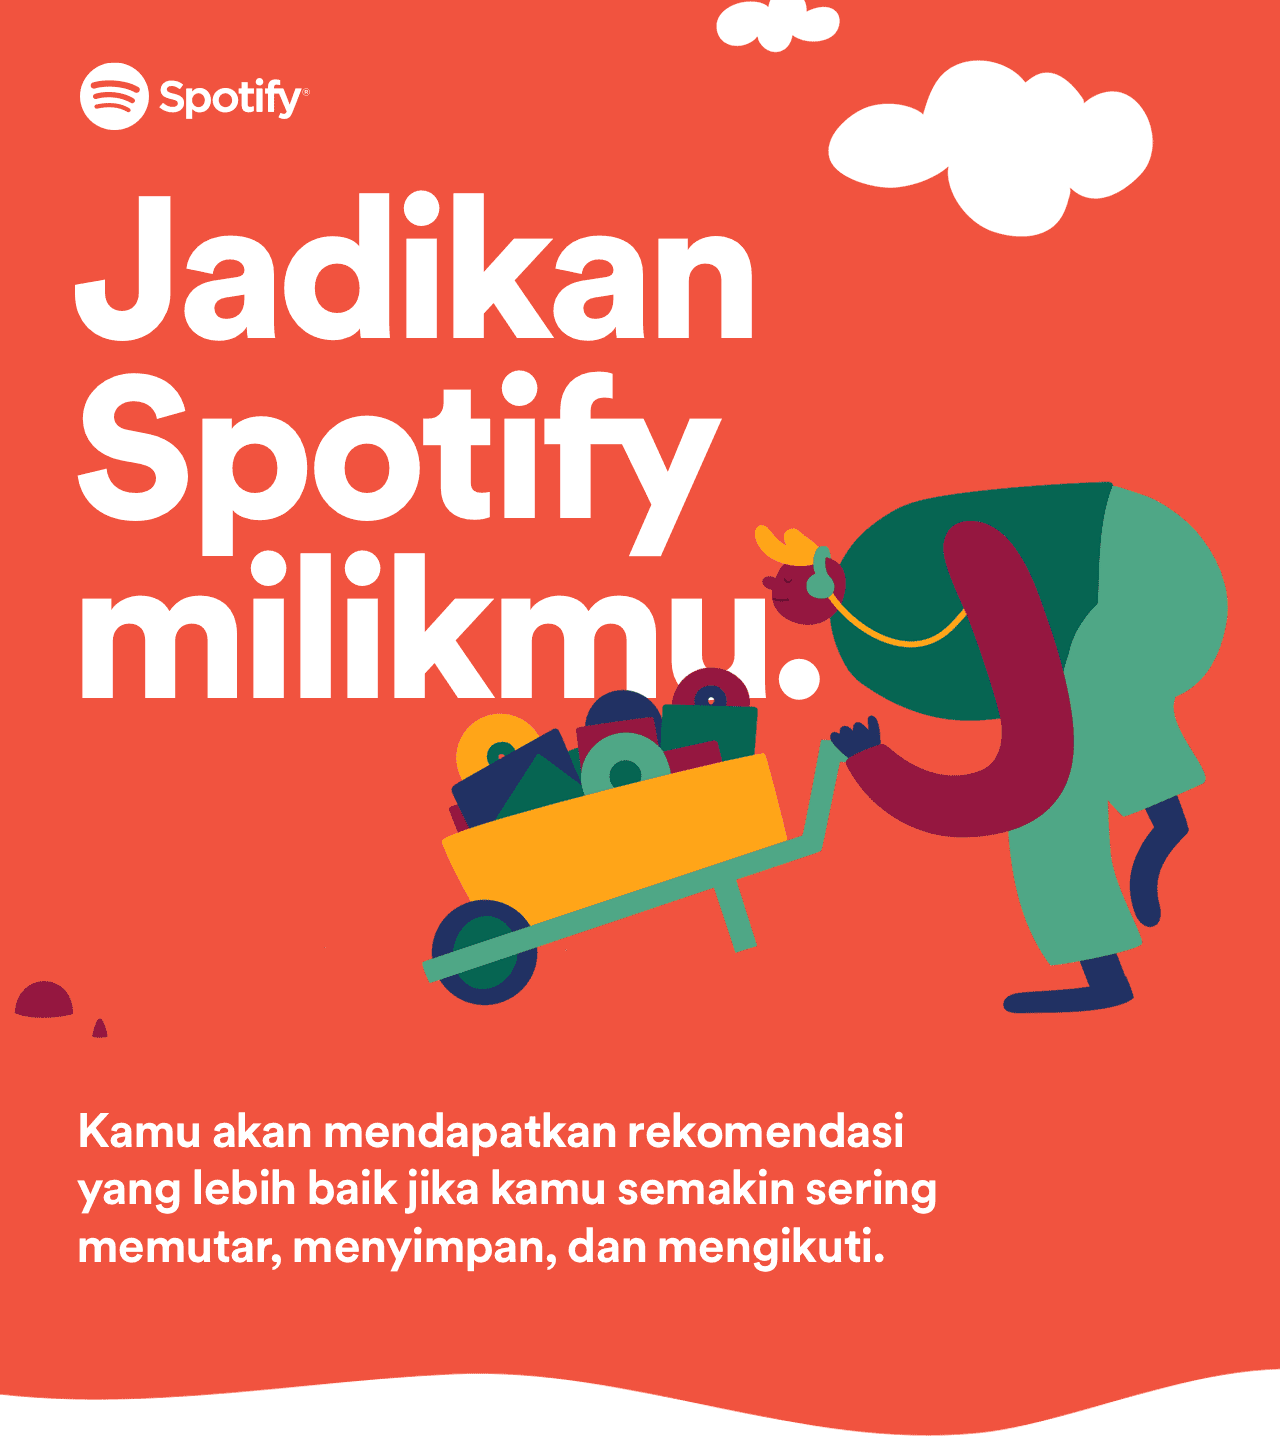 Spotify®
Jadikan
Spotify
milikmu.
Kamu akan mendapatkan rekomendasi
yang lebih baik jika kamu semakin sering
memutar, menyimpan, dan mengikuti.